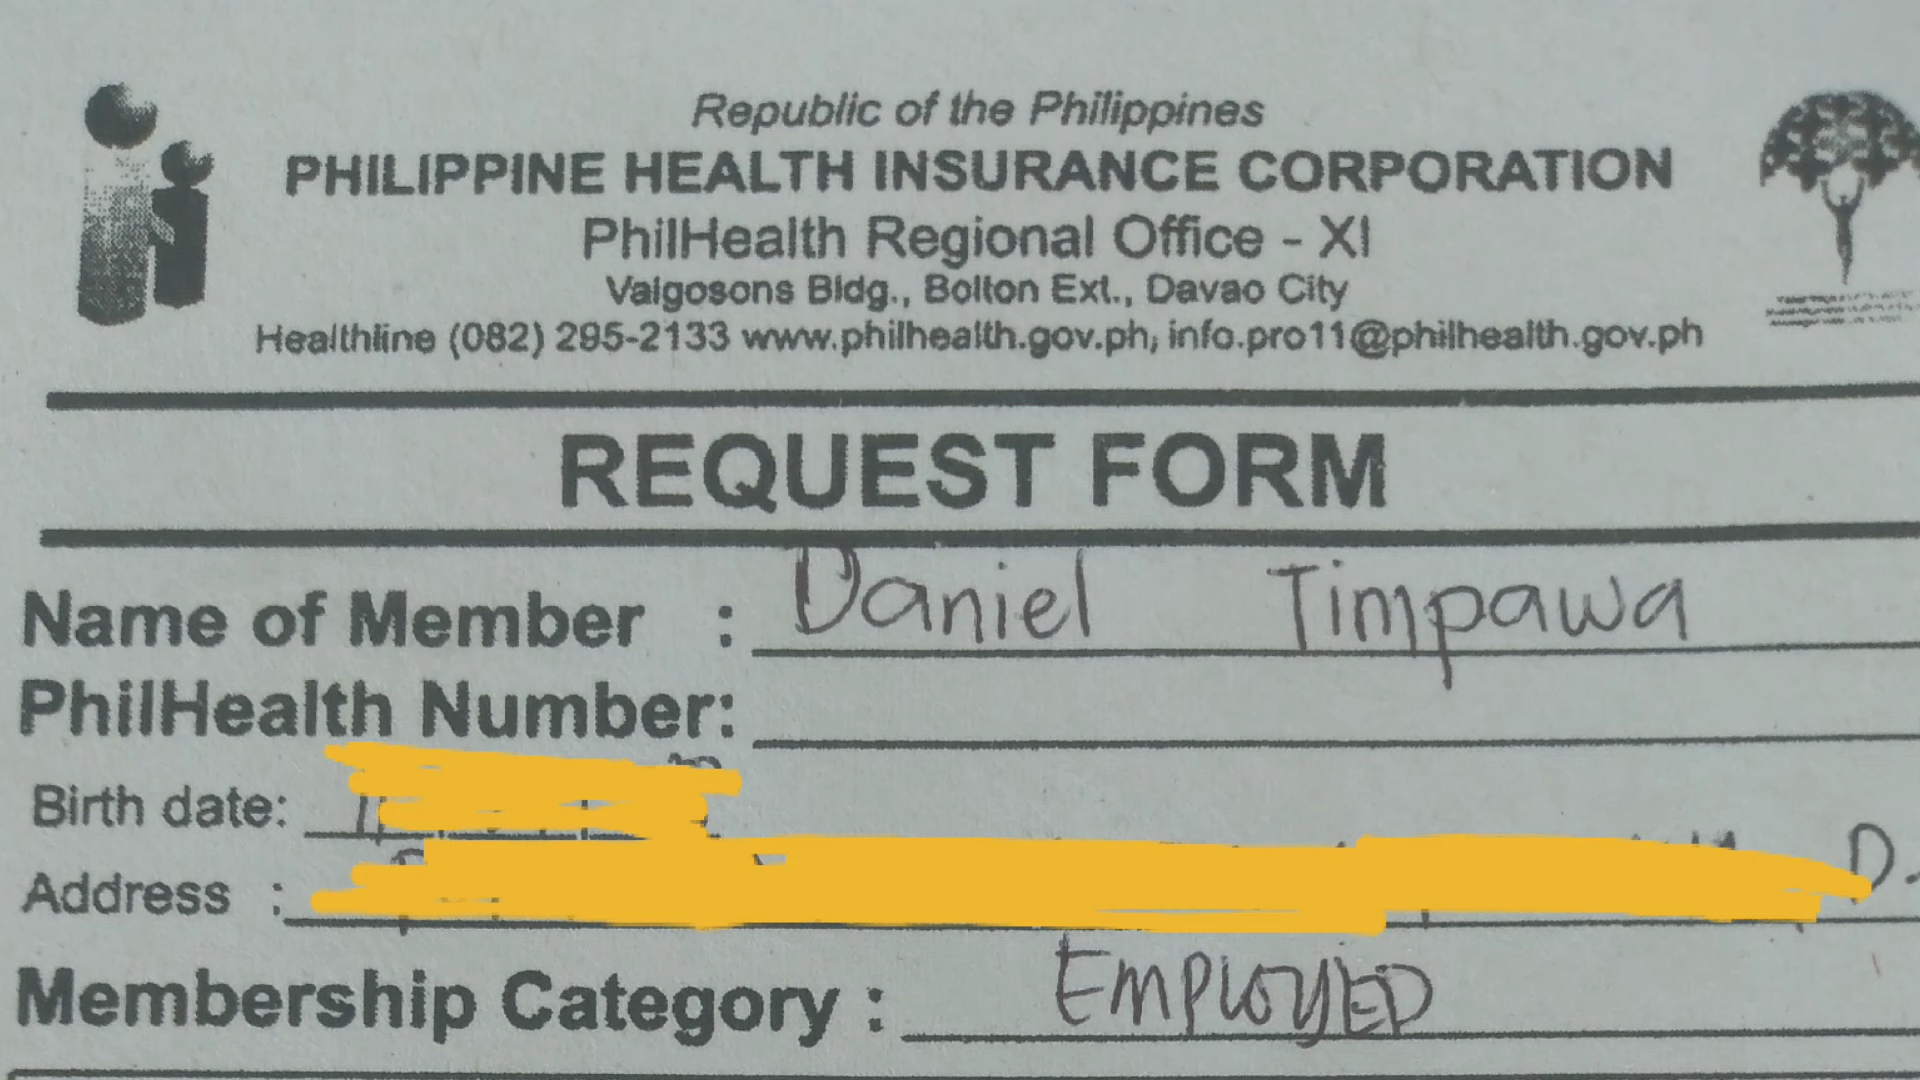 Republic of the Philippines
PHILIPPINE HEALTH INSURANCE CORPORATION
PhilHealth Regional Office - XI
Valgosons Bldg., Bolton Ext., Davao City
Healthline (082) 295-2133 www.philhealth.gov.ph, info.pro11@philhealth.gov.ph
REQUEST FORM
Name of Member : Daniel Timpawa
PhilHealth Number:
Birth date:
Address : D.
Membership Category : EMPLOYED